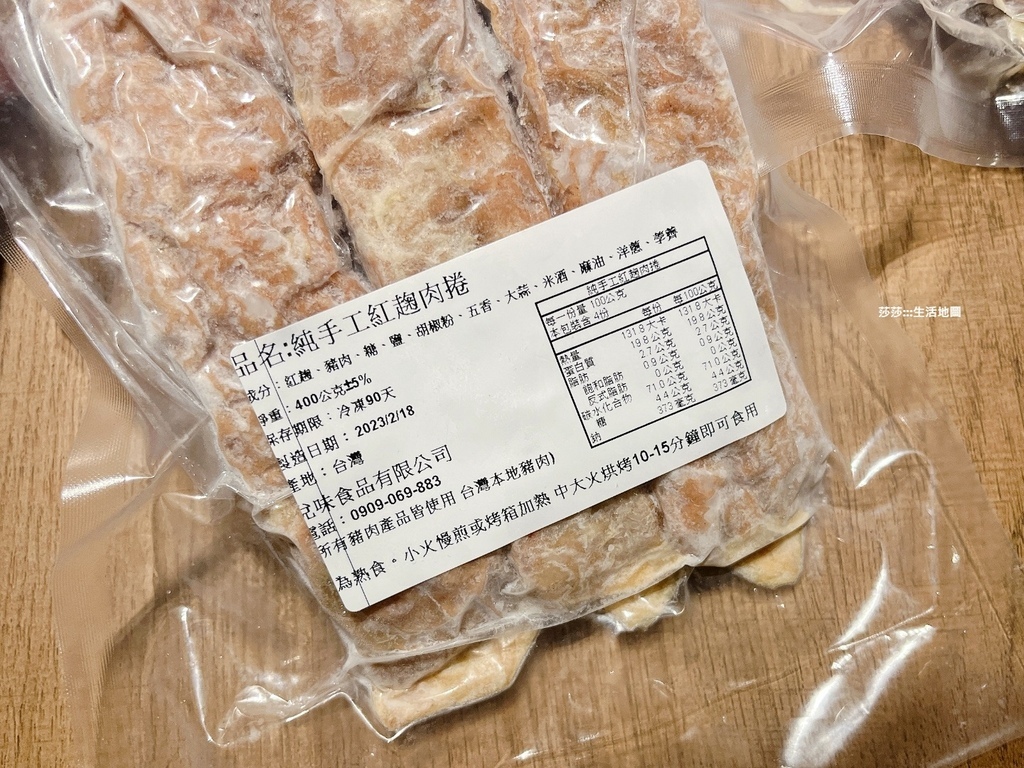 品名:純手工紅麴肉捲
成分:紅麴、豬肉、糖、鹽、胡椒粉、五香、大蒜、米酒、麻油、洋蔥、荸薺
淨重:400公克±5%
保存期限:冷凍90天
製造日期:2023/2/18
產地:台灣
味食品有限公司
電話:0909-069-883
所有豬肉產品皆使用 台灣本地豬肉)
為熟食。小火慢煎或烤箱加熱 中大火烘烤10-15分鐘即可食用
純手工紅麴肉捲
每一份量 100公克
本包裝含 4份
每份 每100公克
熱量 131.8大卡 131.8大卡
蛋白質 19.8公克 19.8公克
脂肪 2.7公克 2.7公克
飽和脂肪 0.9公克 0.9公克
反式脂肪 0公克 0公克
碳水化合物 71.0公克 71.0公克
糖 4.4公克 4.4公克
鈉 373毫克 373毫克
莎莎:::生活地圖